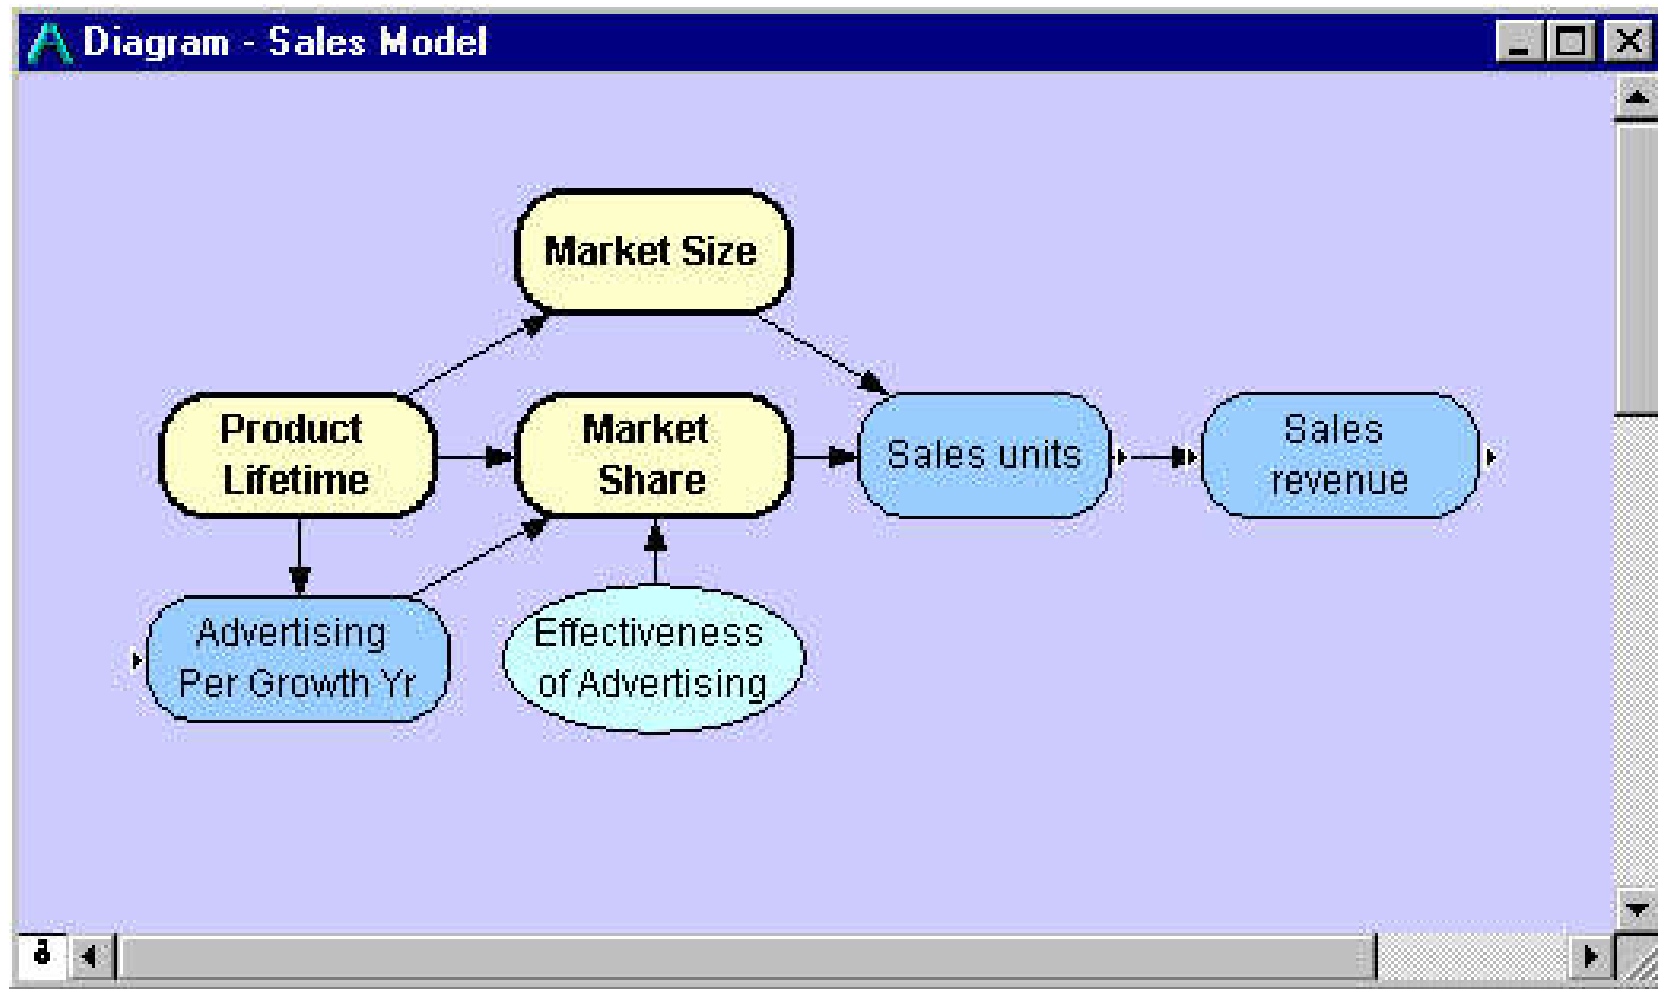 Diagram - Sales Model
Market Size
Product
Lifetime
Market
Share
Sales units
Sales
revenue
Advertising
Per Growth Yr
Effectiveness
of Advertising